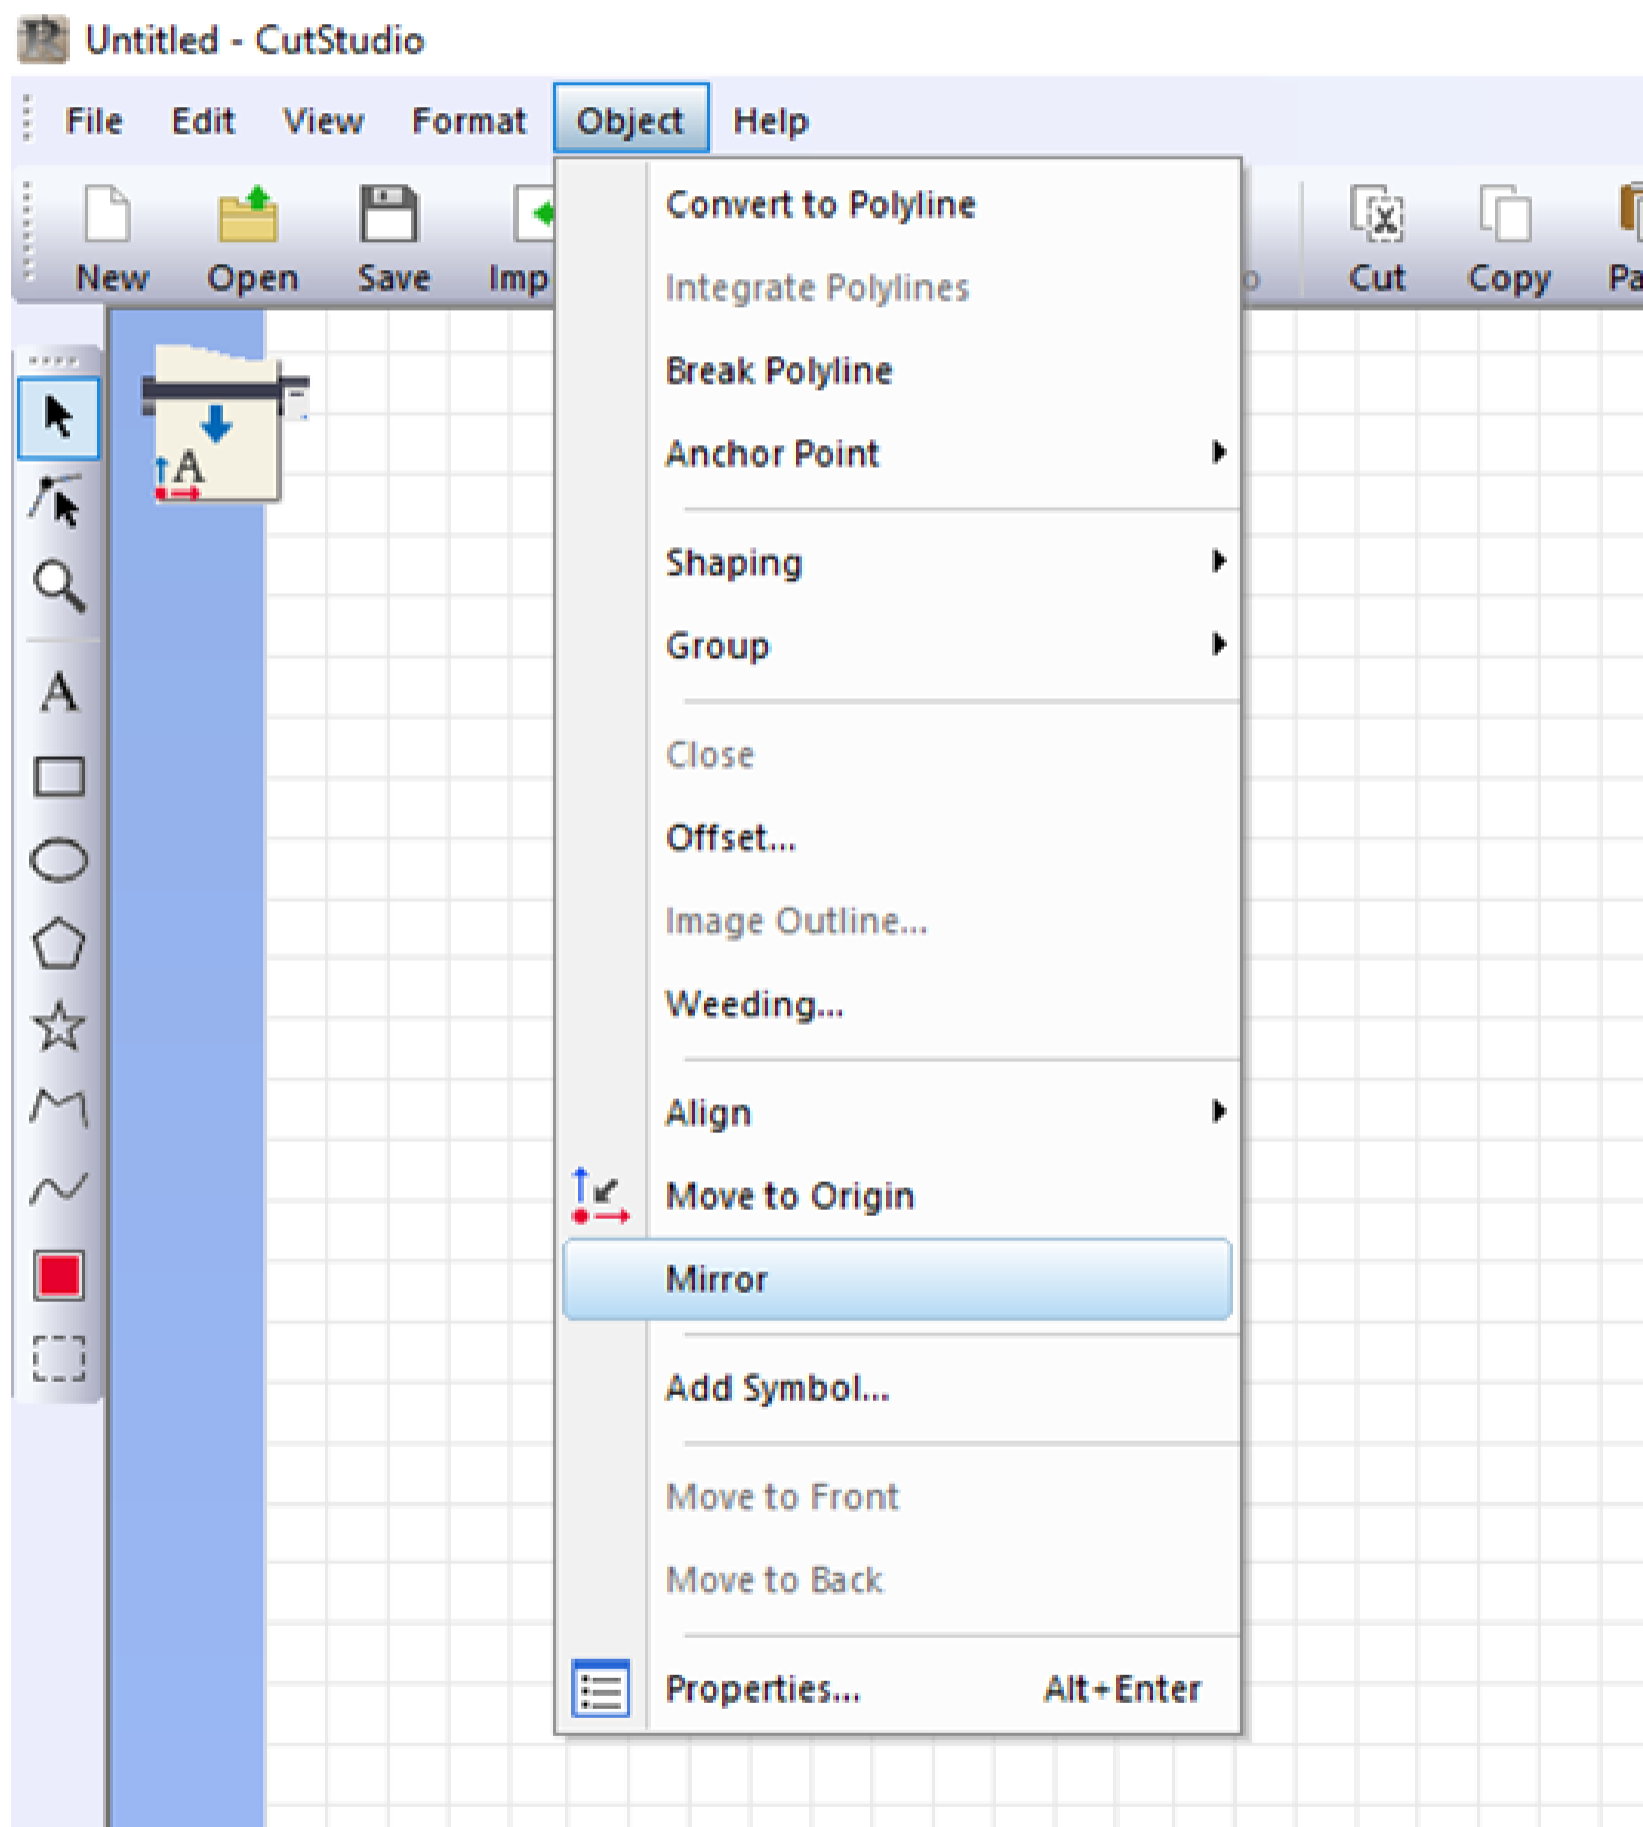 Untitled - CutStudio
File Edit View Format Object Help
New Open Save Imp Cut Copy Pa
Convert to Polyline
Integrate Polylines
Break Polyline
Anchor Point
Shaping
Group
Close
Offset...
Image Outline...
Weeding...
Align
Move to Origin
Mirror
Add Symbol...
Move to Front
Move to Back
Properties... Alt+Enter
A
A